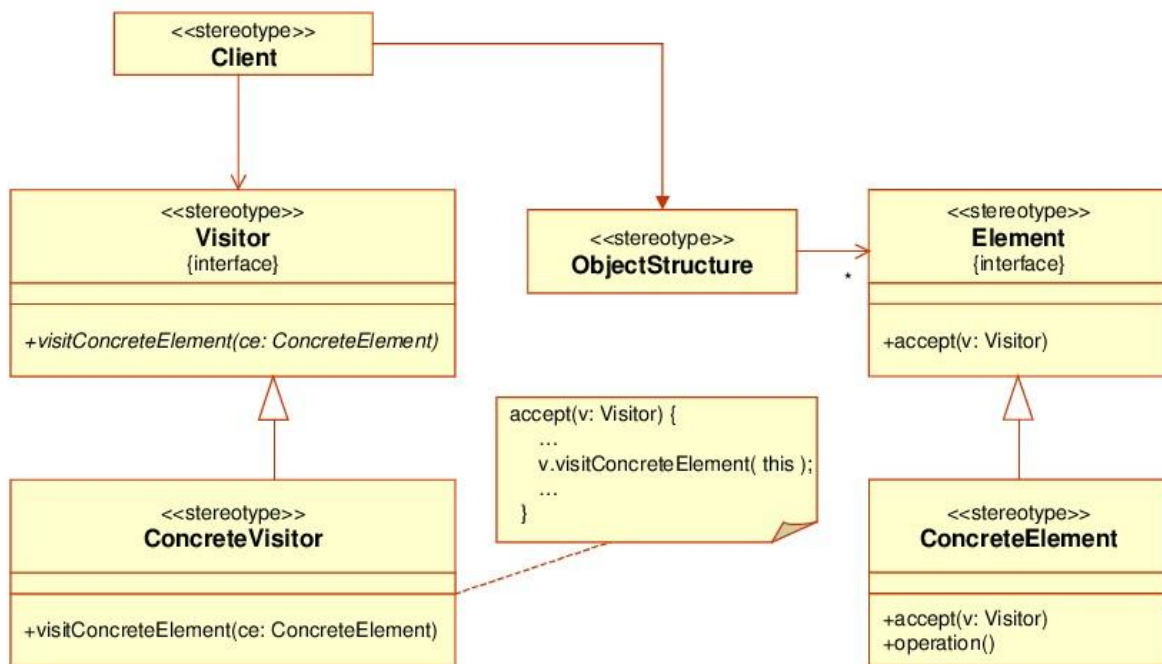 <<stereotype>>
Client
<<stereotype>>
Visitor
{interface}
+visitConcreteElement(ce: ConcreteElement)
<<stereotype>>
ObjectStructure
*
<<stereotype>>
Element
{interface}
+accept(v: Visitor)
accept(v: Visitor) {
…
v.visitConcreteElement( this );
…
}
<<stereotype>>
ConcreteVisitor
+visitConcreteElement(ce: ConcreteElement)
<<stereotype>>
ConcreteElement
+accept(v: Visitor)
+operation()